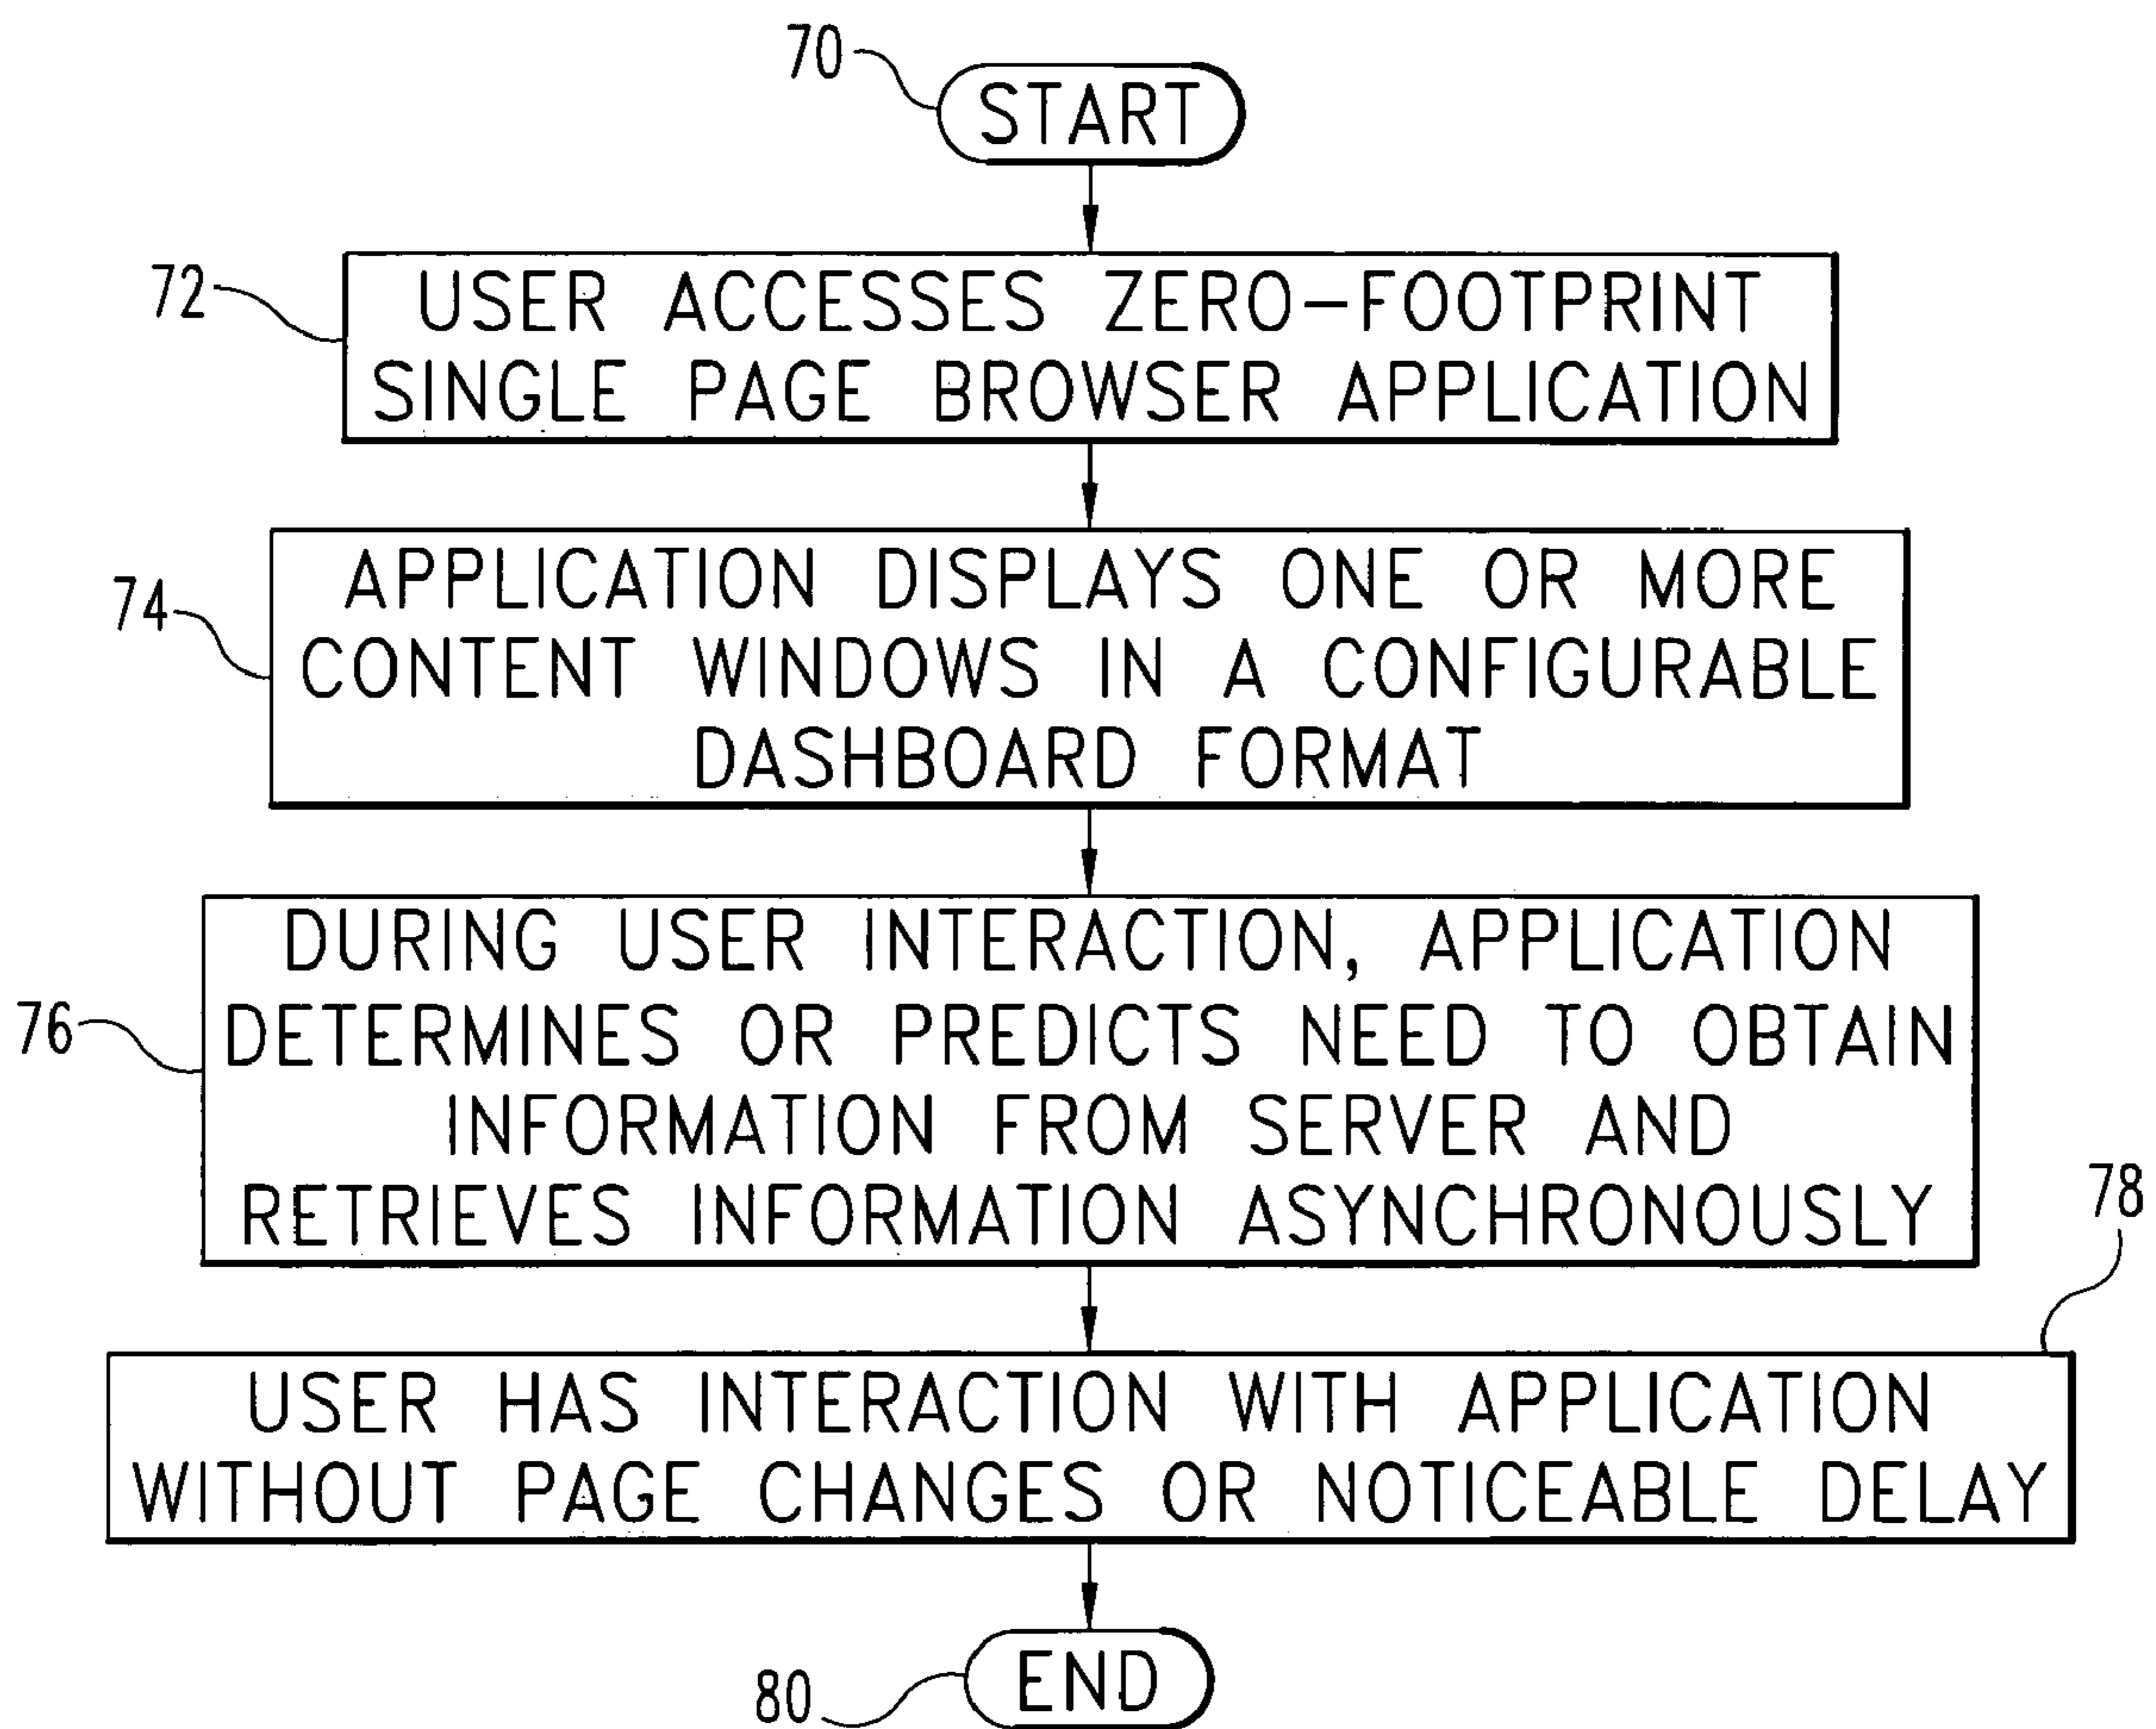 70
START
72
USER ACCESSES ZERO-FOOTPRINT
SINGLE PAGE BROWSER APPLICATION
74
APPLICATION DISPLAYS ONE OR MORE
CONTENT WINDOWS IN A CONFIGURABLE
DASHBOARD FORMAT
76
DURING USER INTERACTION, APPLICATION
DETERMINES OR PREDICTS NEED TO OBTAIN
INFORMATION FROM SERVER AND
RETRIEVES INFORMATION ASYNCHRONOUSLY
78
USER HAS INTERACTION WITH APPLICATION
WITHOUT PAGE CHANGES OR NOTICEABLE DELAY
80
END